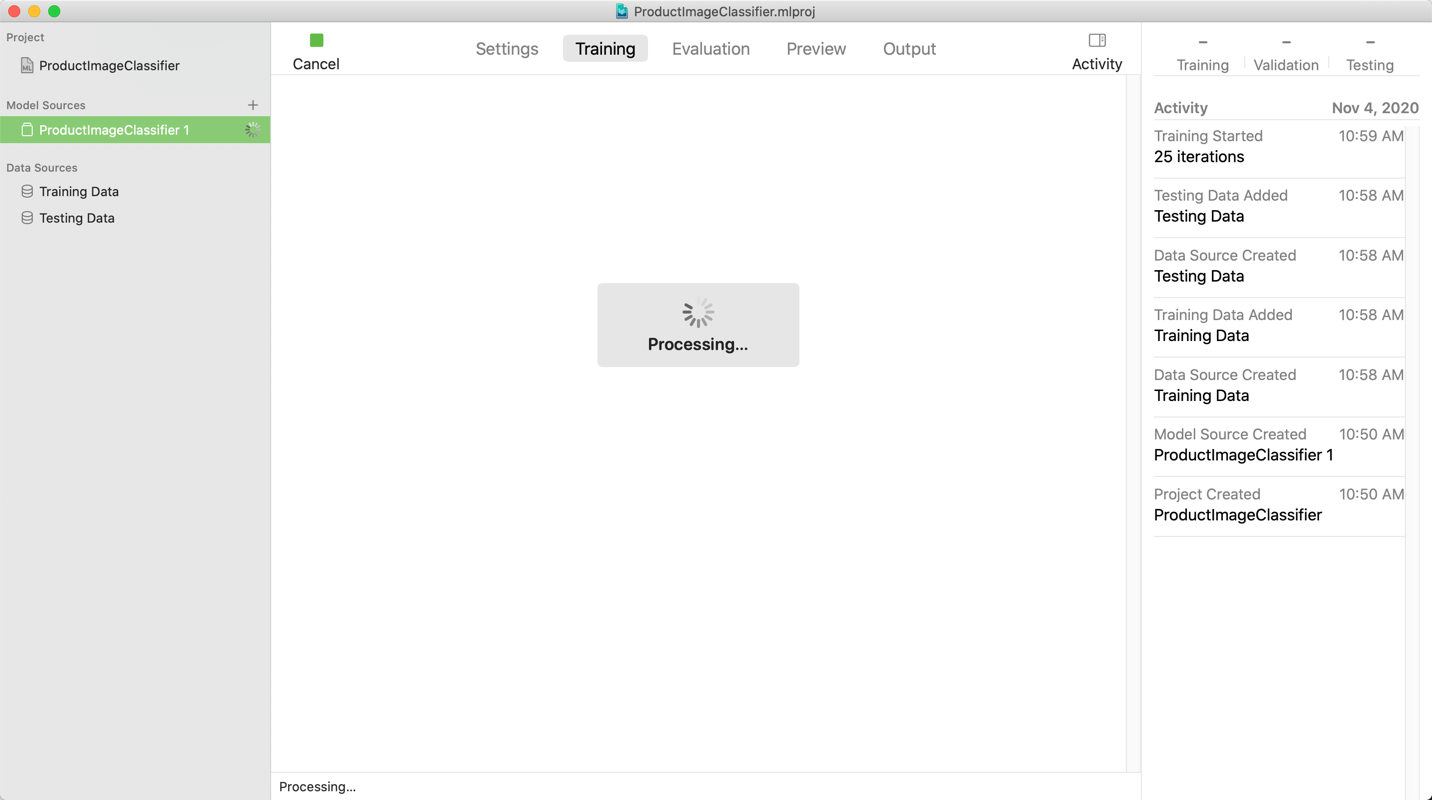 ProductImageClassifier.mlproj
Project
ML
ProductImageClassifier
Model Sources
ProductImageClassifier 1
Data Sources
Training Data
Testing Data
Cancel
Settings
Training
Evaluation
Preview
Output
Activity
Processing...
Processing...
– – –
Training Validation Testing
Activity Nov 4, 2020
Training Started 10:59 AM
25 iterations
Testing Data Added 10:58 AM
Testing Data
Data Source Created 10:58 AM
Testing Data
Training Data Added 10:58 AM
Training Data
Data Source Created 10:58 AM
Training Data
Model Source Created 10:50 AM
ProductImageClassifier 1
Project Created 10:50 AM
ProductImageClassifier